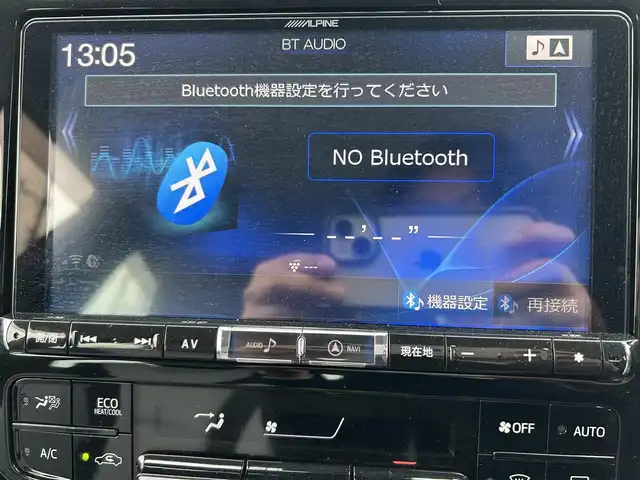 ALPINE
13:05
BT AUDIO
Bluetooth機器設定を行ってください
NO Bluetooth
--'--"
---
機器設定
再接続
開/閉
AV
AUDIO
NAVI
現在地
− +
ECO
HEAT/COOL
OFF
AUTO
A/C